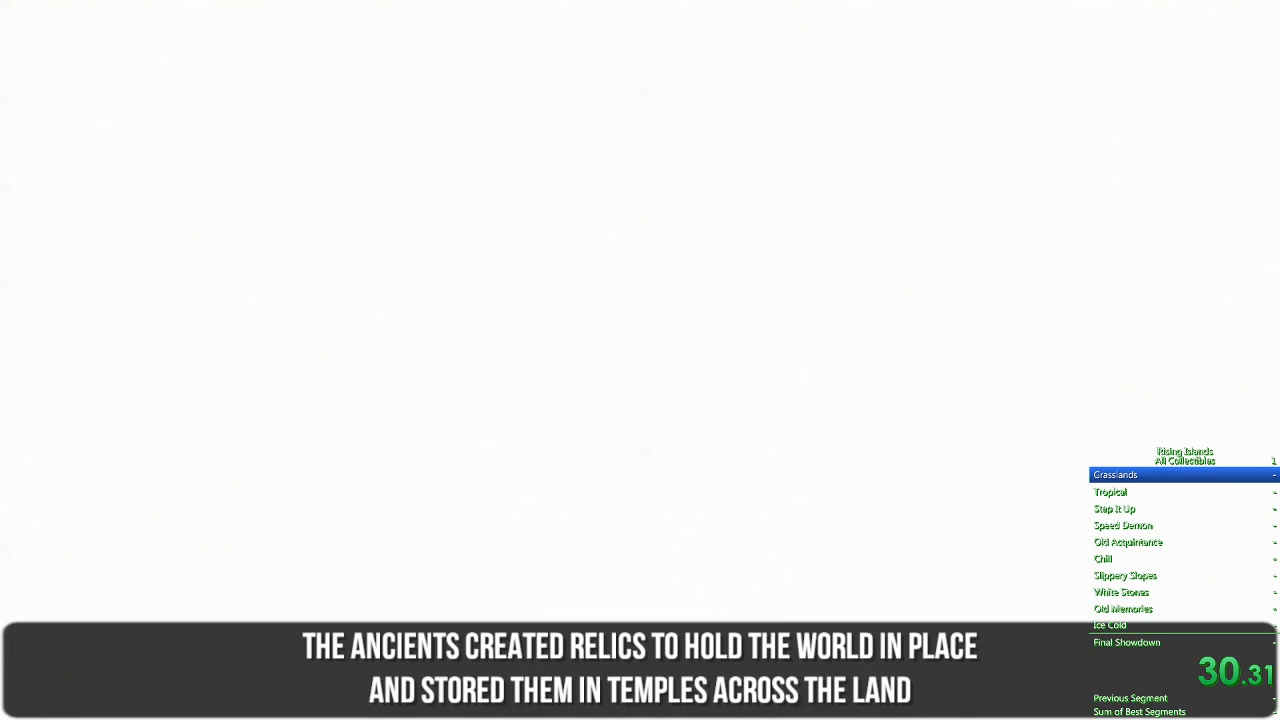 Rising Islands
All Collectibles 1
Grasslands -
Tropical -
Step It Up -
Speed Demon -
Old Acquintance -
Chill -
Slippery Slopes -
White Stones -
Old Memories -
Ice Cold -
Final Showdown -
30.31
Previous Segment -
Sum of Best Segments -
THE ANCIENTS CREATED RELICS TO HOLD THE WORLD IN PLACE
AND STORED THEM IN TEMPLES ACROSS THE LAND